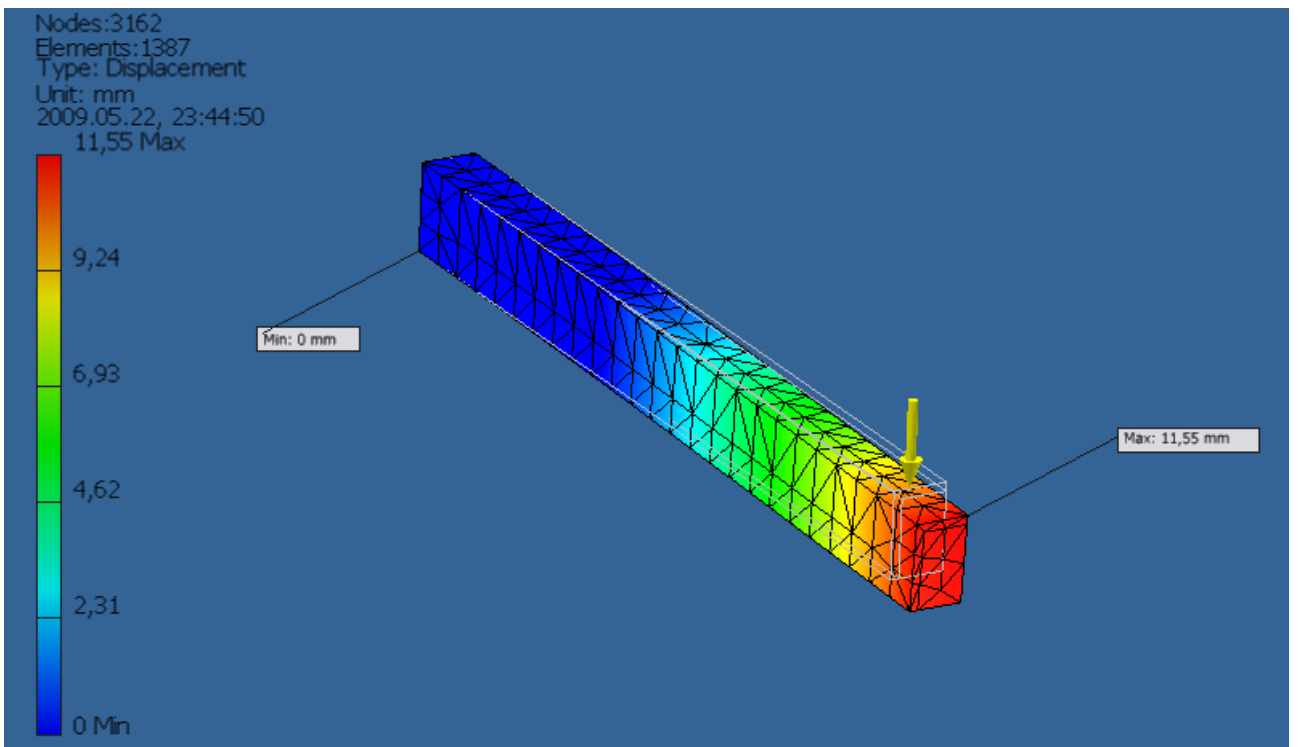 Nodes:3162
Elements:1387
Type: Displacement
Unit: mm
2009.05.22, 23:44:50
11,55 Max
9,24
6,93
4,62
2,31
0 Min
Min: 0 mm
Max: 11,55 mm